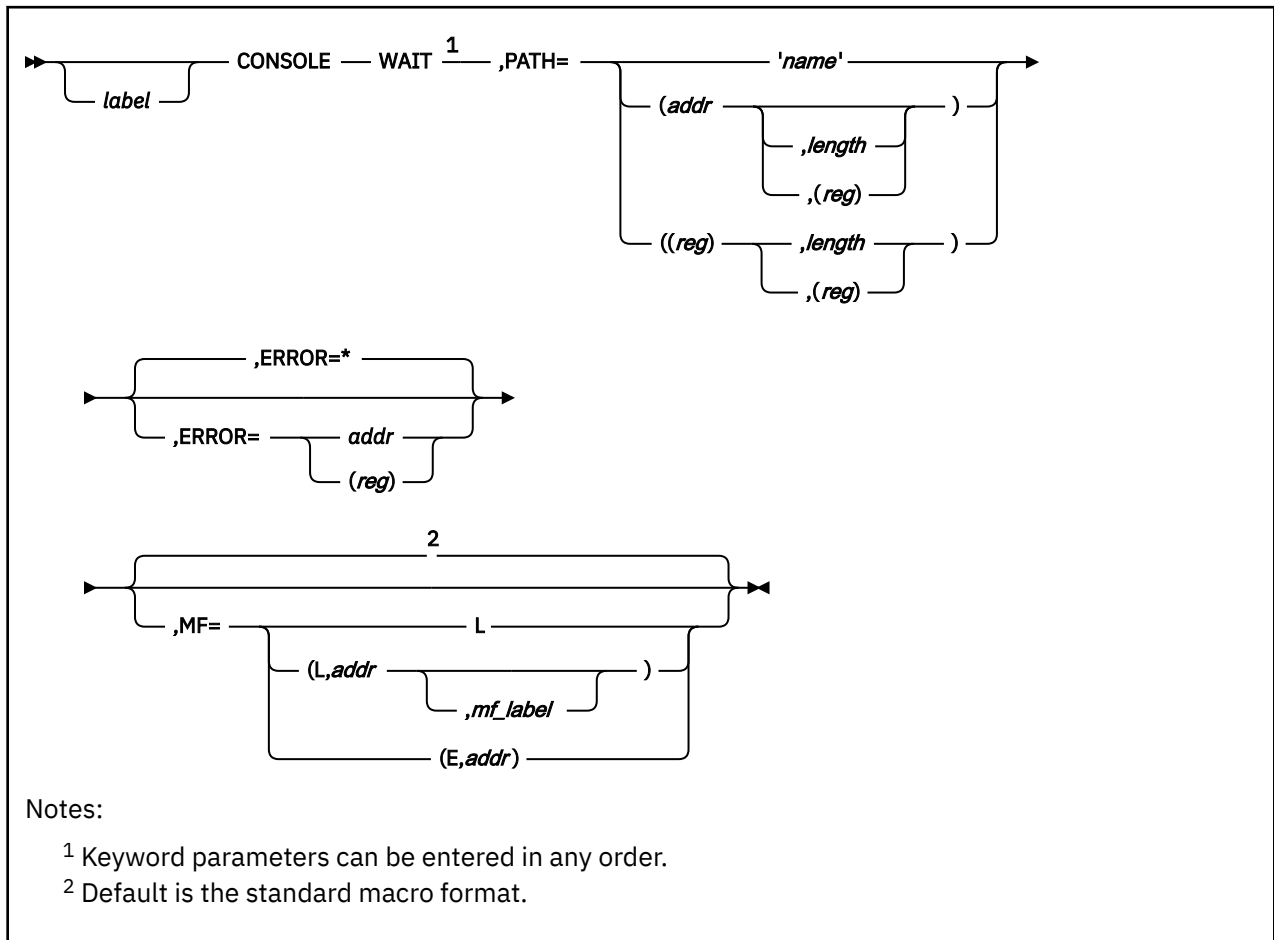 label CONSOLE WAIT 1 ,PATH= 'name'
(addr ,length ,(reg) )
((reg) ,length ,(reg) )
,ERROR=*
,ERROR= addr
(reg)
2
,MF= L
(L,addr ,mf_label )
(E,addr)
Notes:
1 Keyword parameters can be entered in any order.
2 Default is the standard macro format.